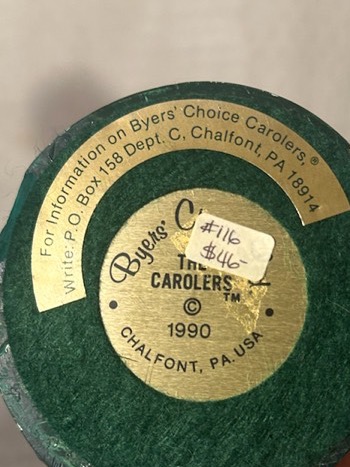 For Information on Byers' Choice Carolers,®
Write: P.O. Box 158 Dept. C, Chalfont, PA 18914
Byers'
#116
$46-
THE
CAROLERS™
©
1990
CHALFONT, PA. USA